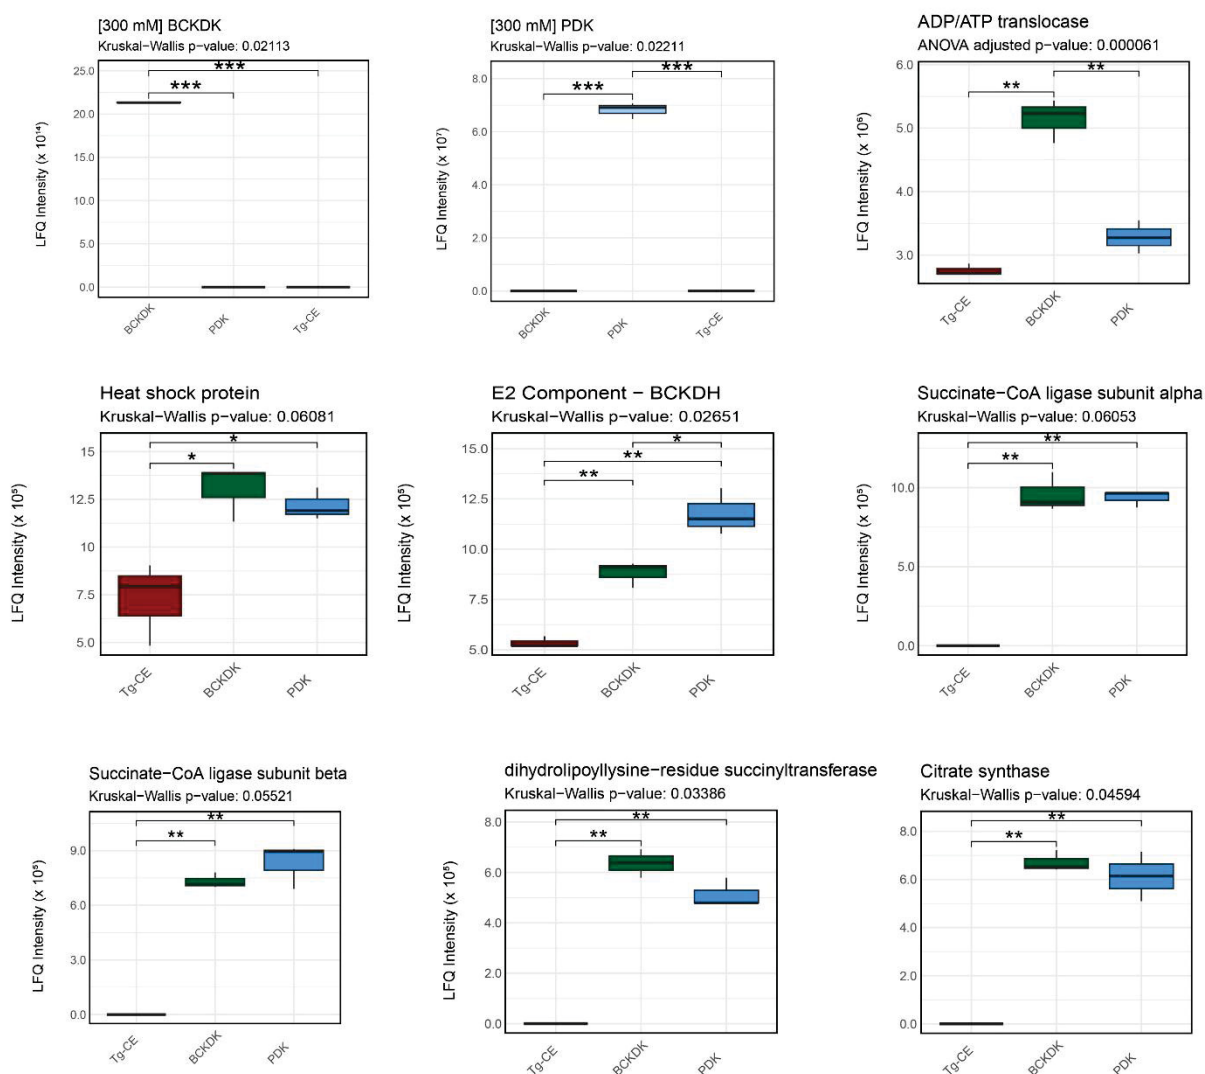 [300 mM] BCKDK
Kruskal−Wallis p−value: 0.02113
LFQ Intensity (x 10¹⁴)
25.0
20.0
15.0
10.0
5.0
0.0
***
***
BCKDK
PDK
Tg-CE
[300 mM] PDK
Kruskal−Wallis p−value: 0.02211
LFQ Intensity (x 10⁷)
8.0
6.0
4.0
2.0
0.0
***
***
BCKDK
PDK
Tg-CE
ADP/ATP translocase
ANOVA adjusted p−value: 0.000061
LFQ Intensity (x 10⁶)
6.0
5.0
4.0
3.0
**
**
Tg-CE
BCKDK
PDK
Heat shock protein
Kruskal−Wallis p−value: 0.06081
LFQ Intensity (x 10⁵)
15
12.5
10
7.5
5.0
*
*
Tg-CE
BCKDK
PDK
E2 Component − BCKDH
Kruskal−Wallis p−value: 0.02651
LFQ Intensity (x 10⁵)
15.0
12.5
10.0
7.5
5.0
*
**
**
Tg-CE
BCKDK
PDK
Succinate−CoA ligase subunit alpha
Kruskal−Wallis p−value: 0.06053
LFQ Intensity (x 10⁵)
10.0
5.0
0.0
**
**
Tg-CE
BCKDK
PDK
Succinate−CoA ligase subunit beta
Kruskal−Wallis p−value: 0.05521
LFQ Intensity (x 10⁵)
9.0
6.0
3.0
0.0
**
**
Tg-CE
BCKDK
PDK
dihydrolipoyllysine−residue succinyltransferase
Kruskal−Wallis p−value: 0.03386
LFQ Intensity (x 10⁵)
8.0
6.0
4.0
2.0
0.0
**
**
Tg-CE
BCKDK
PDK
Citrate synthase
Kruskal−Wallis p−value: 0.04594
LFQ Intensity (x 10⁵)
8.0
6.0
4.0
2.0
0.0
**
**
Tg-CE
BCKDK
PDK